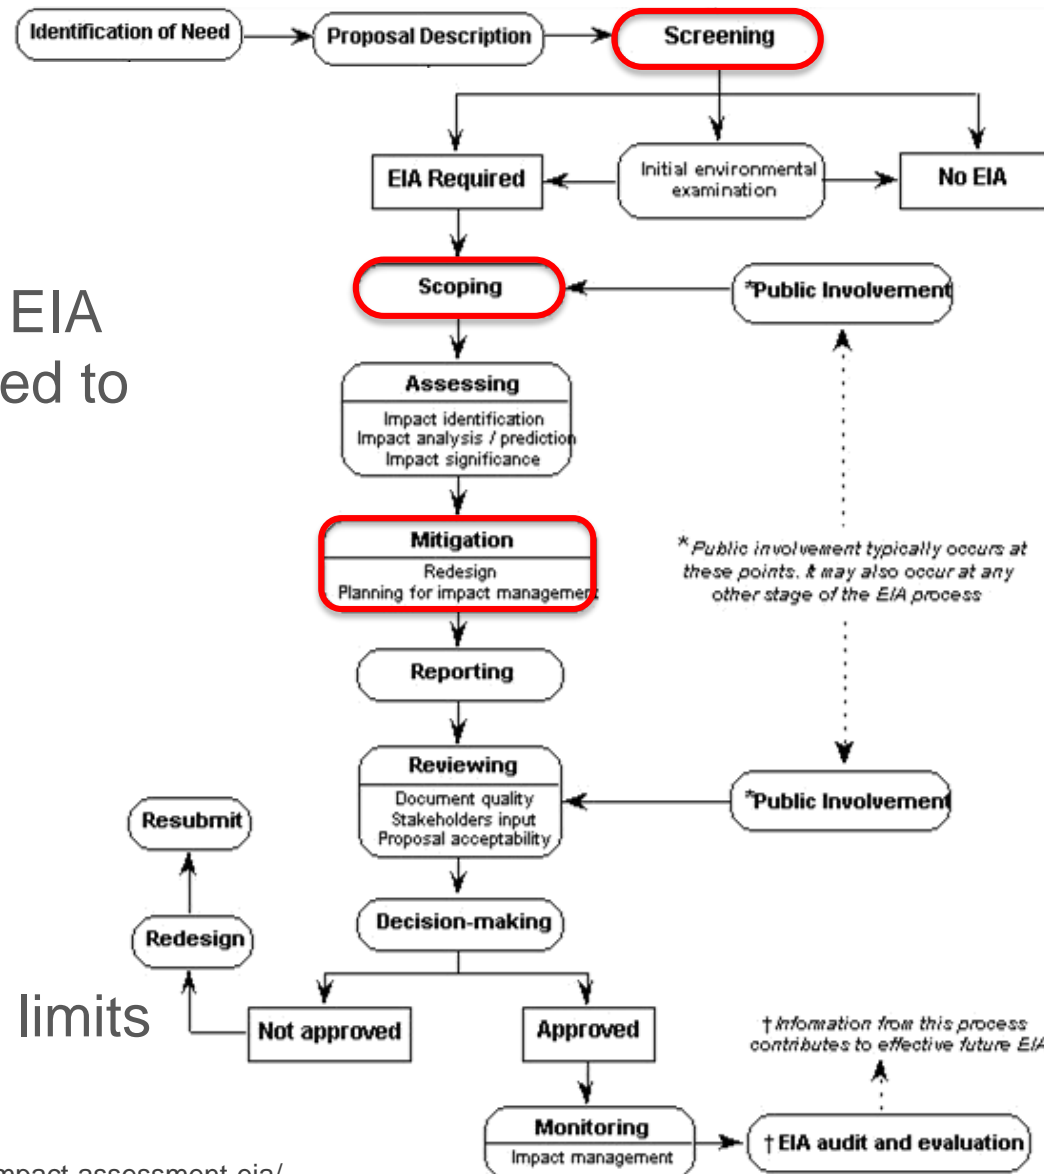 Identification of Need
Proposal Description
Screening
EIA Required
Initial environmental
examination
No EIA
EIA
ed to
Scoping
*Public Involvement
Assessing
Impact identification
Impact analysis / prediction
Impact significance
Mitigation
Redesign
Planning for impact management
*Public involvement typically occurs at
these points. It may also occur at any
other stage of the EIA process
Reporting
Reviewing
Document quality
Stakeholders input
Proposal acceptability
*Public Involvement
Resubmit
Redesign
Decision-making
limits
Not approved
Approved
†Information from this process
contributes to effective future EIA
Monitoring
Impact management
†EIA audit and evaluation
mpact-assessment-eia/